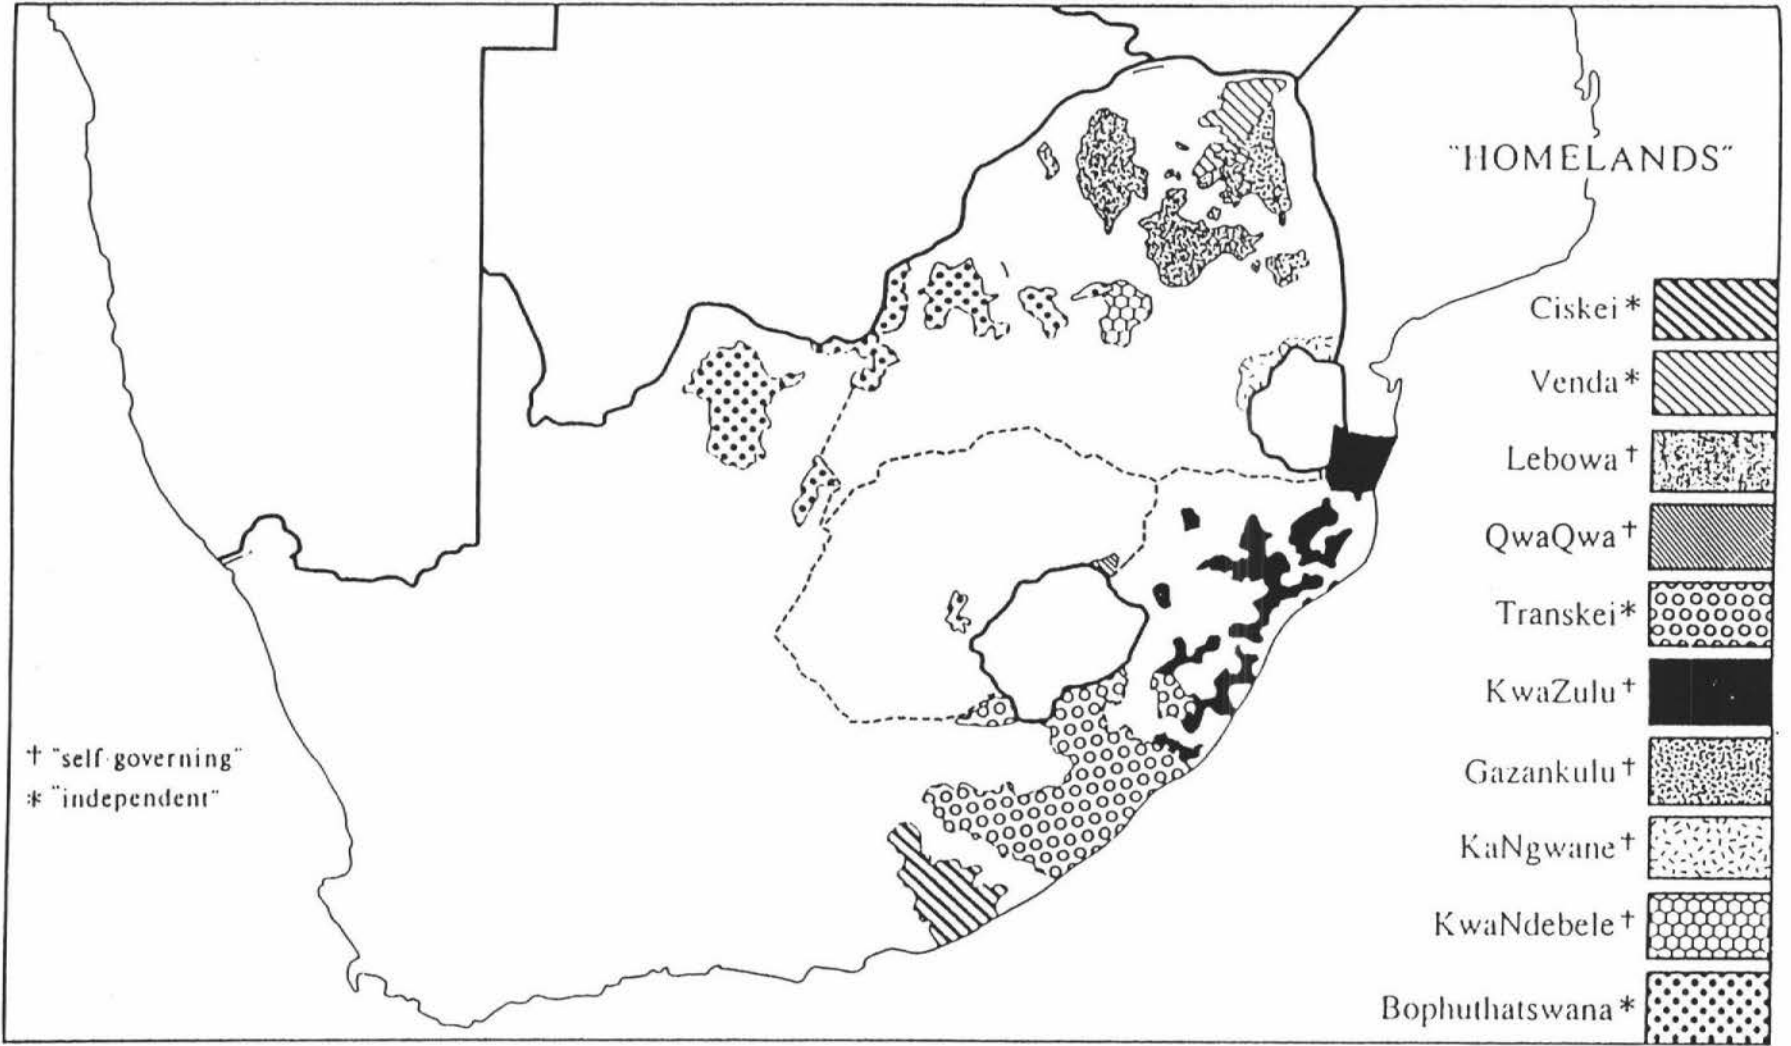 "HOMELANDS"
Ciskei*
Venda*
Lebowa†
QwaQwa†
Transkei*
KwaZulu†
Gazankulu†
KaNgwane†
KwaNdebele†
Bophuthatswana*
† "self-governing"
* "independent"